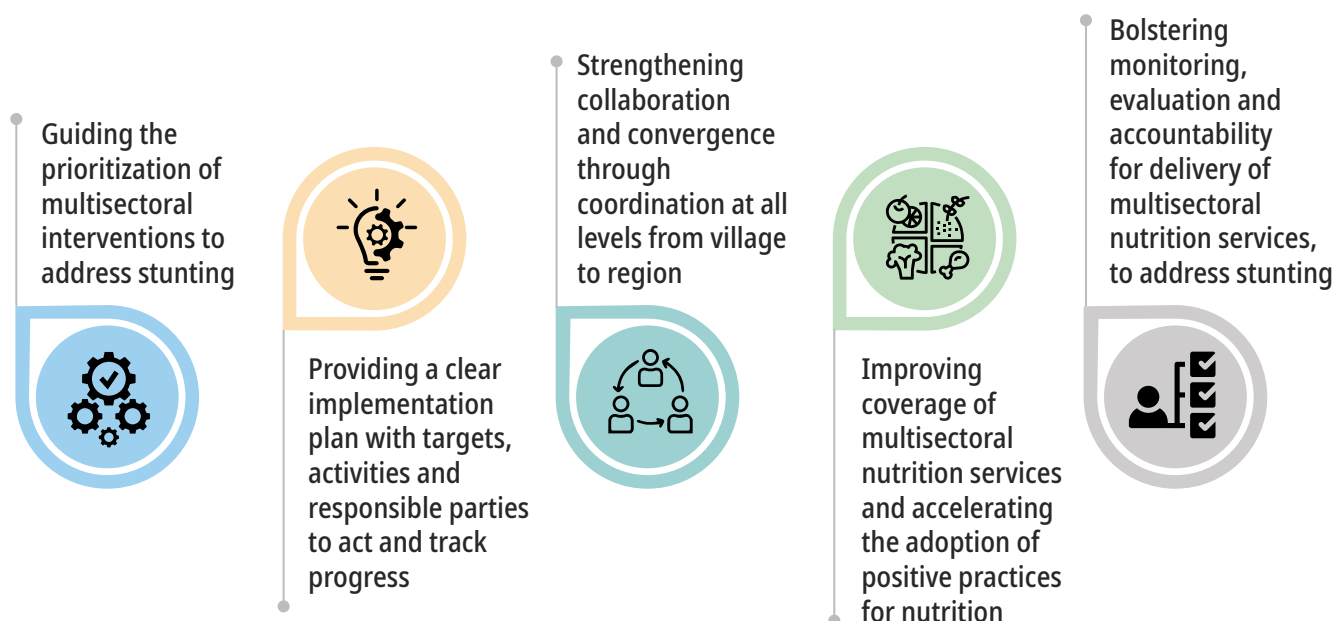 Guiding the
prioritization of
multisectoral
interventions to
address stunting
Providing a clear
implementation
plan with targets,
activities and
responsible parties
to act and track
progress
Strengthening
collaboration
and convergence
through
coordination at all
levels from village
to region
Improving
coverage of
multisectoral
nutrition services
and accelerating
the adoption of
positive practices
for nutrition
Bolstering
monitoring,
evaluation and
accountability
for delivery of
multisectoral
nutrition services,
to address stunting